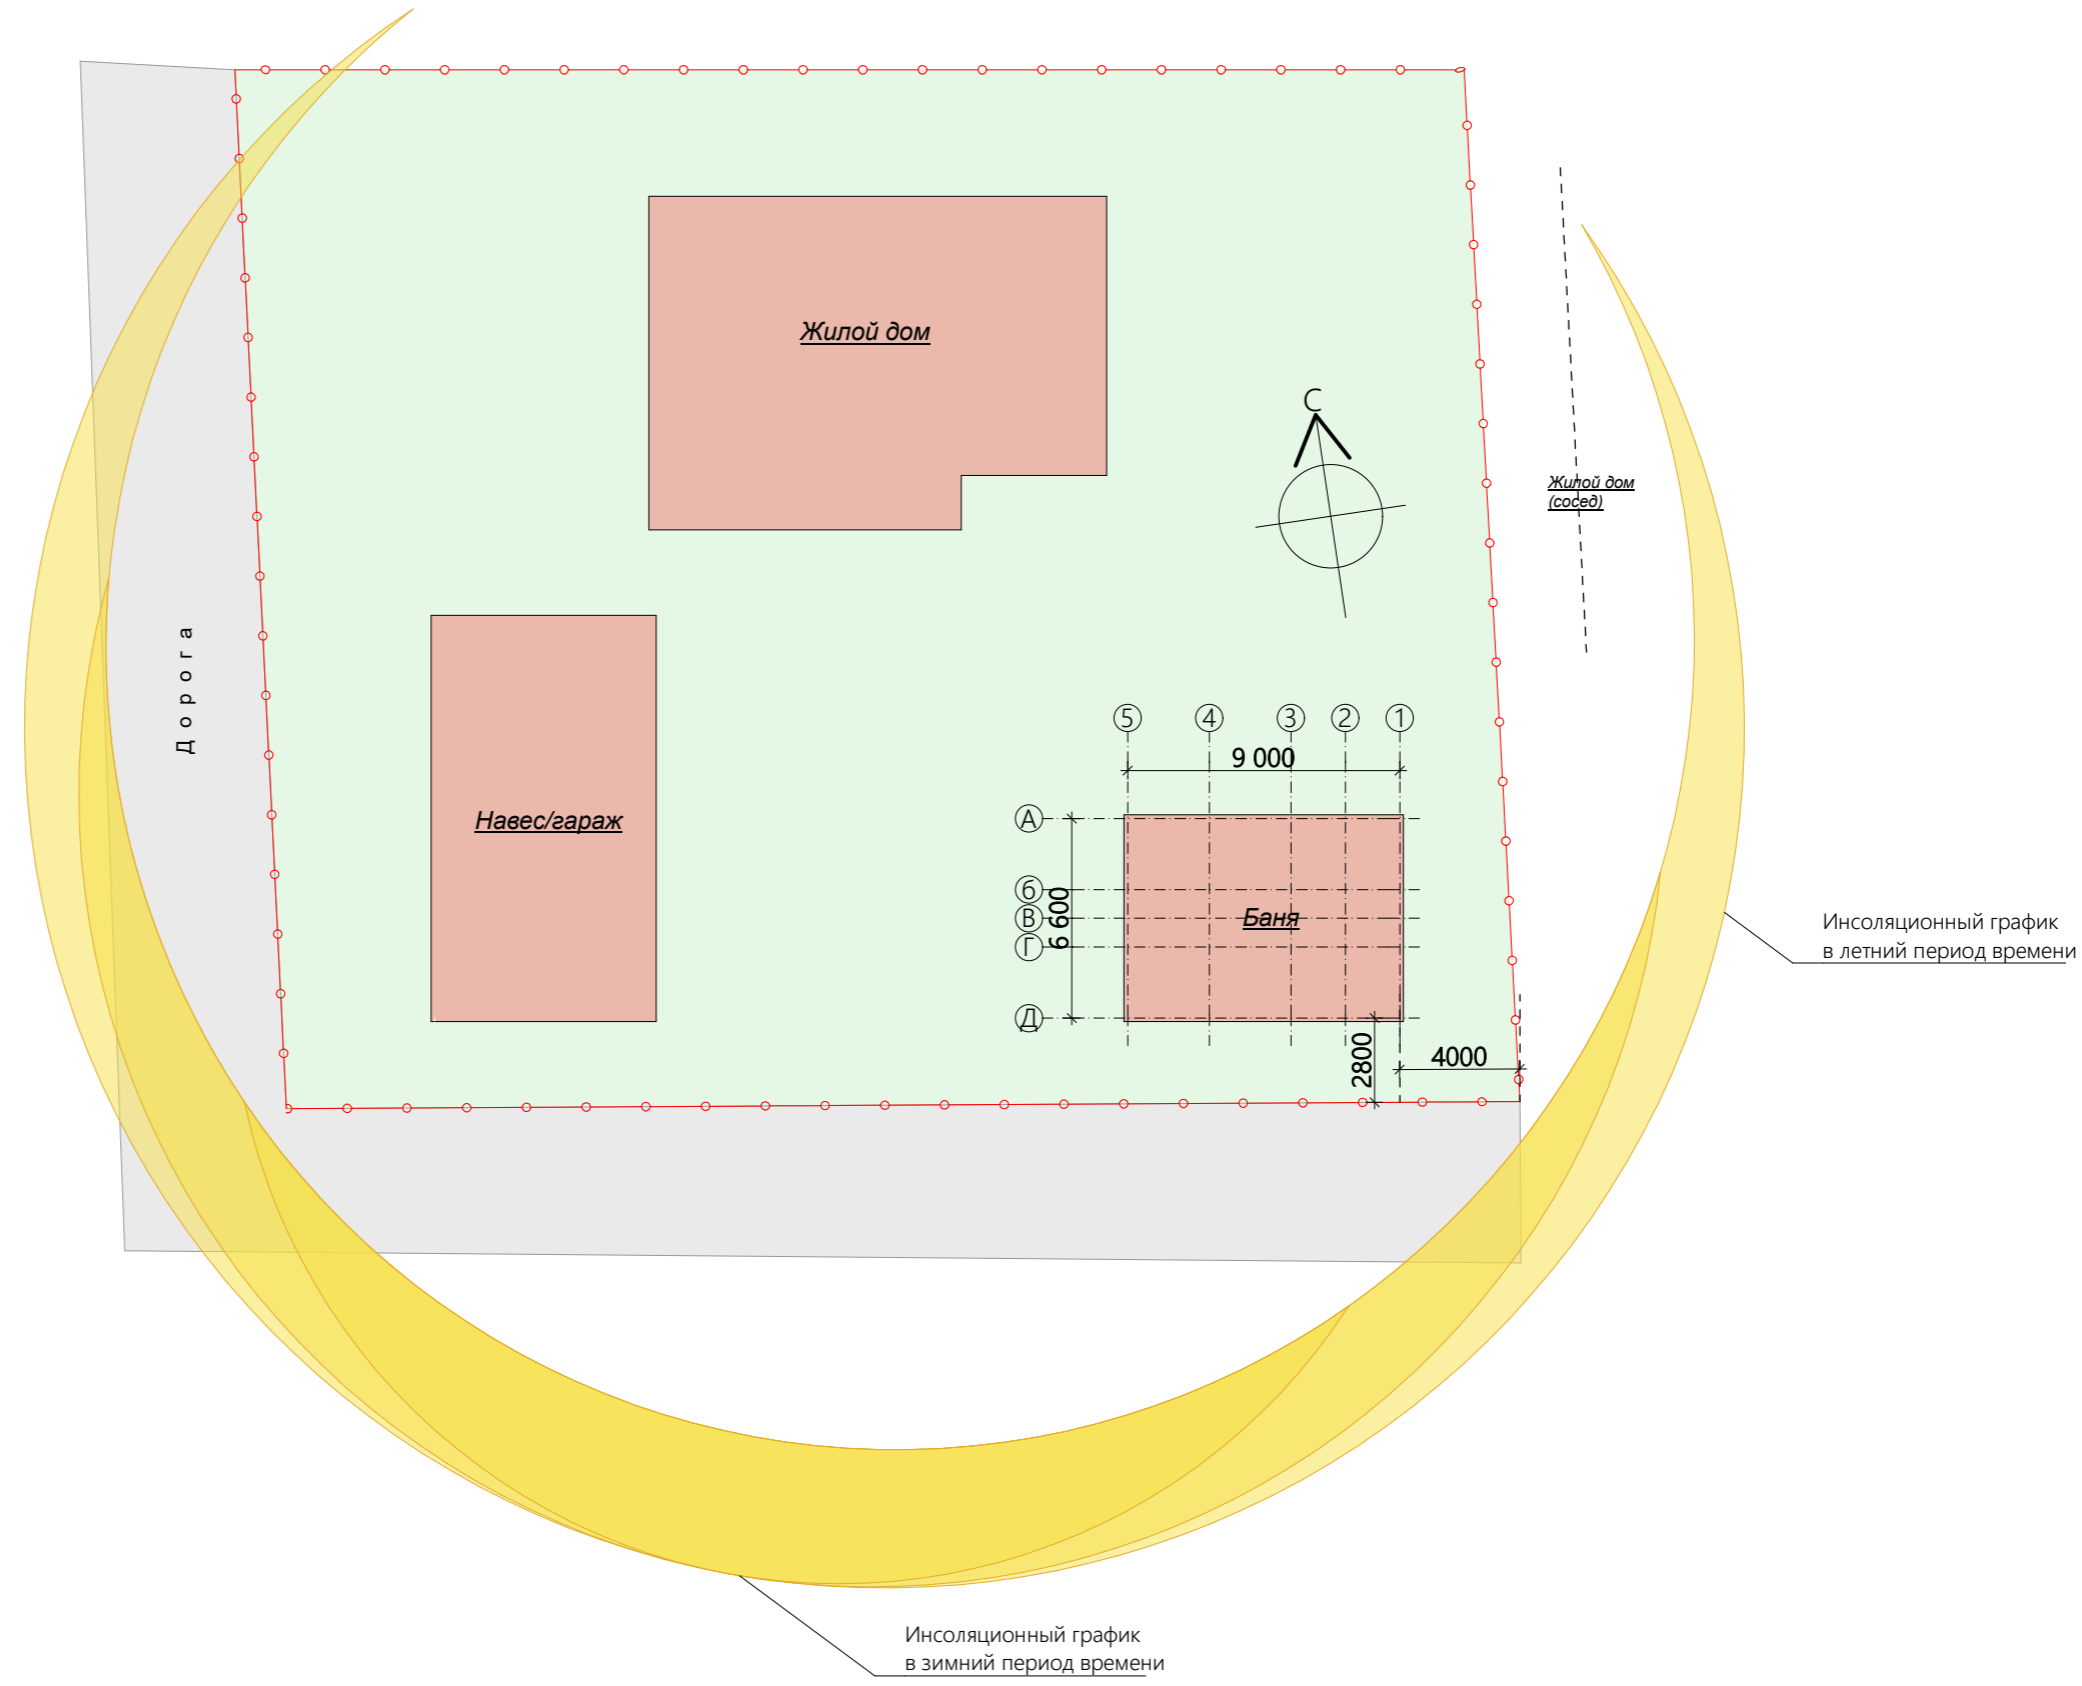 Жилой дом
С
Жилой дом
(сосед)
Дорога
5
4
3
2
1
9 000
А
б
В
Г
Д
6 600
Навес/гараж
Баня
2800
4000
Инсоляционный график
в летний период времени
Инсоляционный график
в зимний период времени